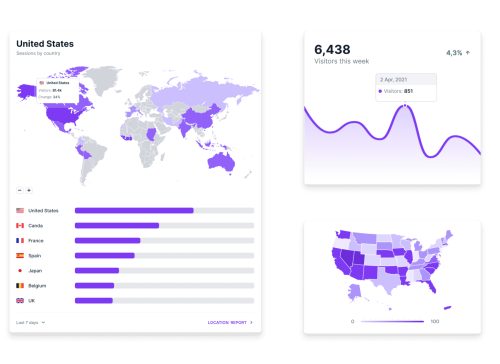 United States
Sessions by country
United States
Visitors: 81.4k
Change: 34%
United States
Canda
France
Spain
Japan
Belgium
UK
Last 7 days
LOCATION REPORT
6,438
4,3%
Visitors this week
2 Apr, 2021
Visitors: 851
0
100